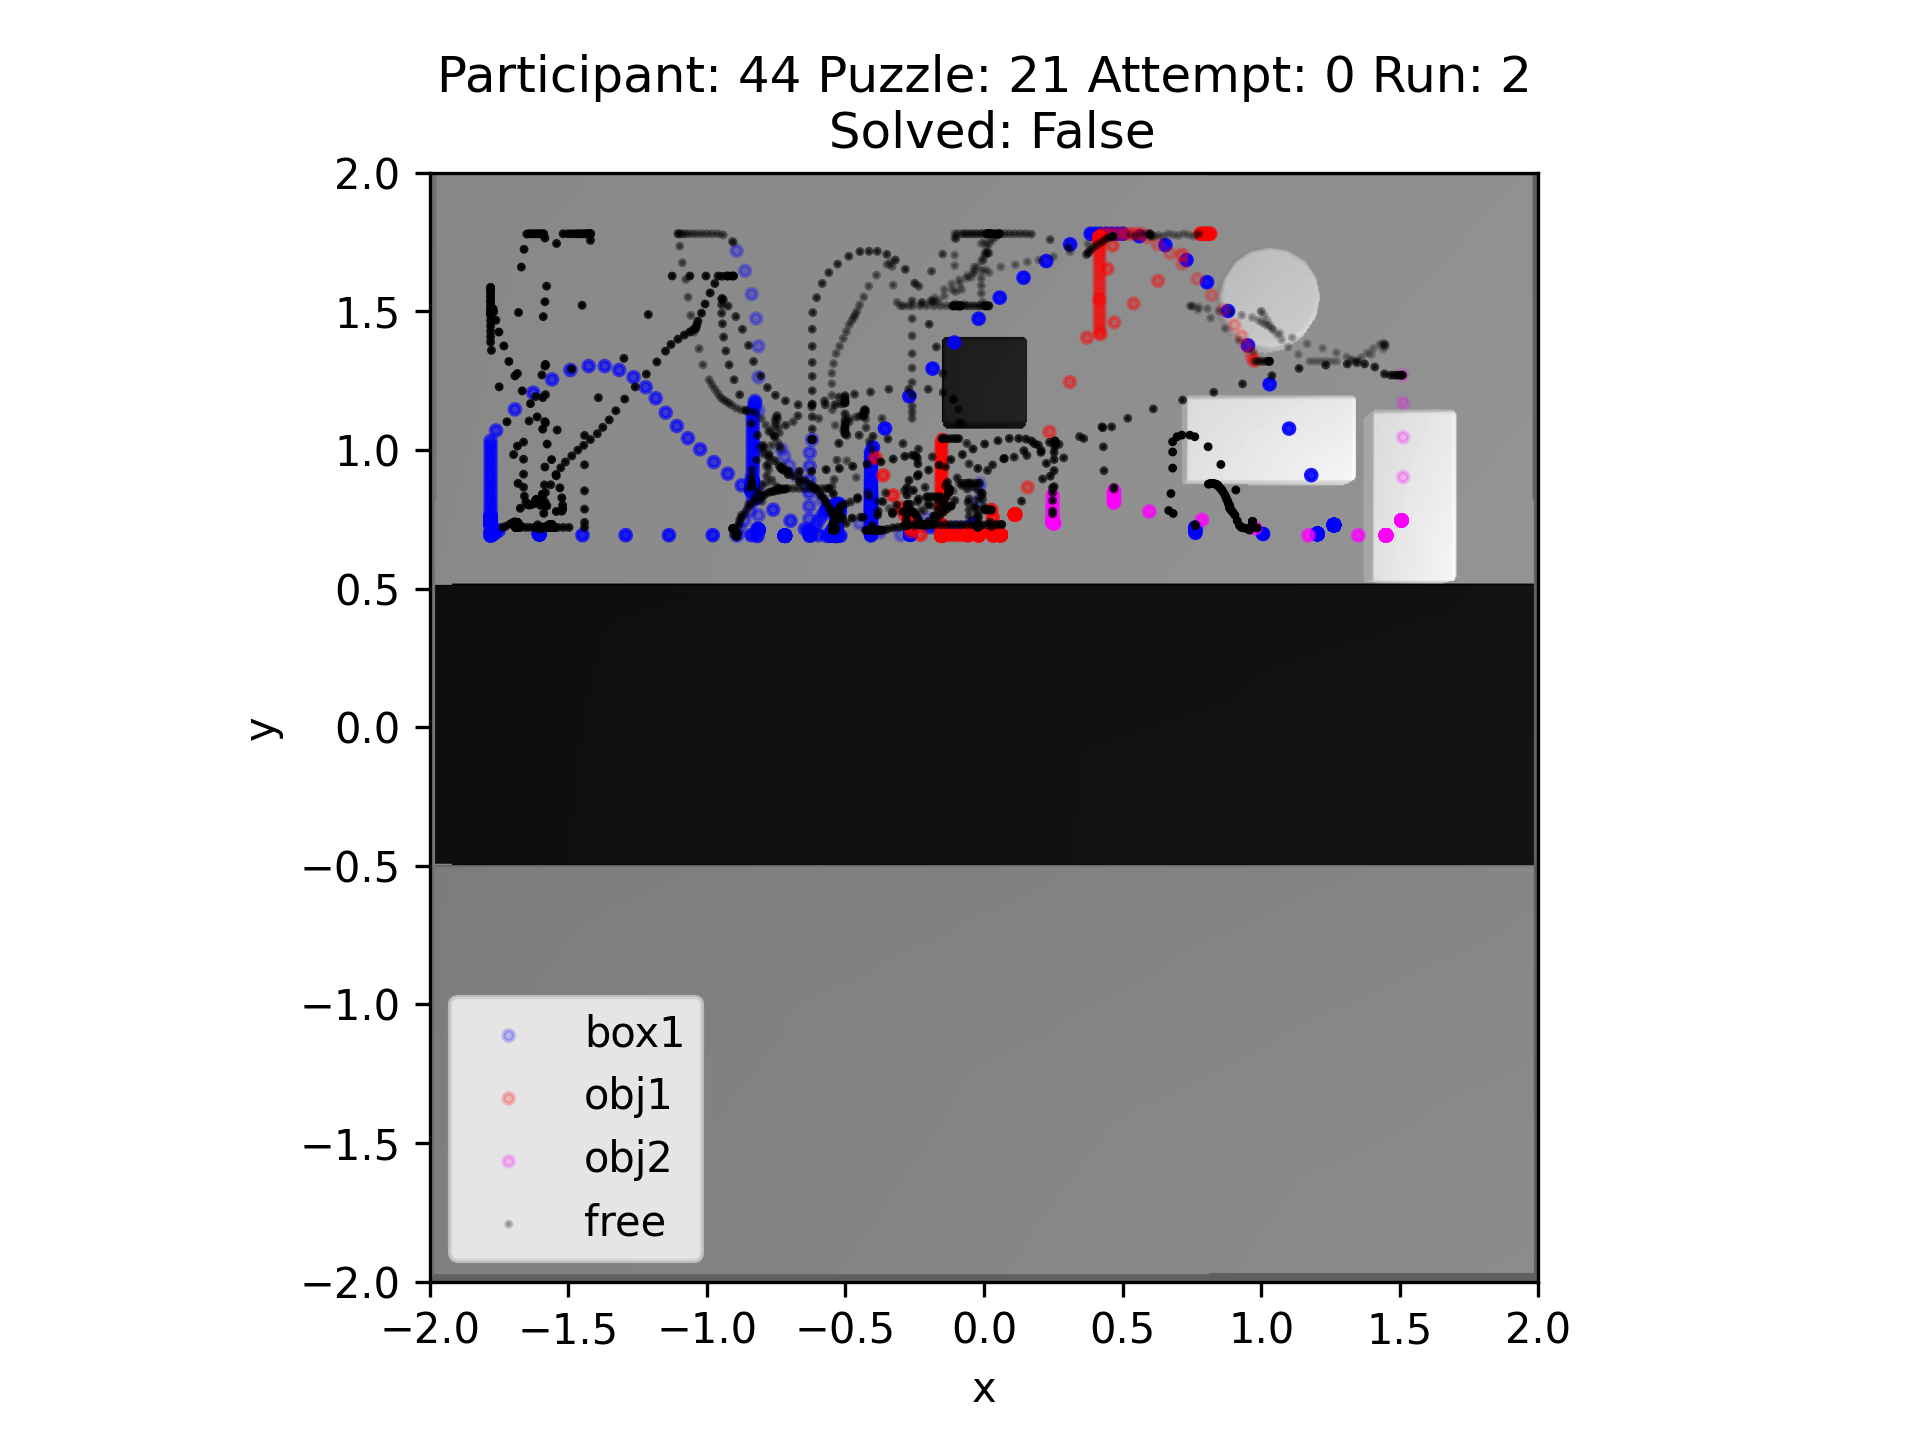 Participant: 44 Puzzle: 21 Attempt: 0 Run: 2
Solved: False
2.0
1.5
1.0
0.5
0.0
−0.5
−1.0
−1.5
−2.0
y
box1
obj1
obj2
free
−2.0 −1.5 −1.0 −0.5 0.0 0.5 1.0 1.5 2.0
x